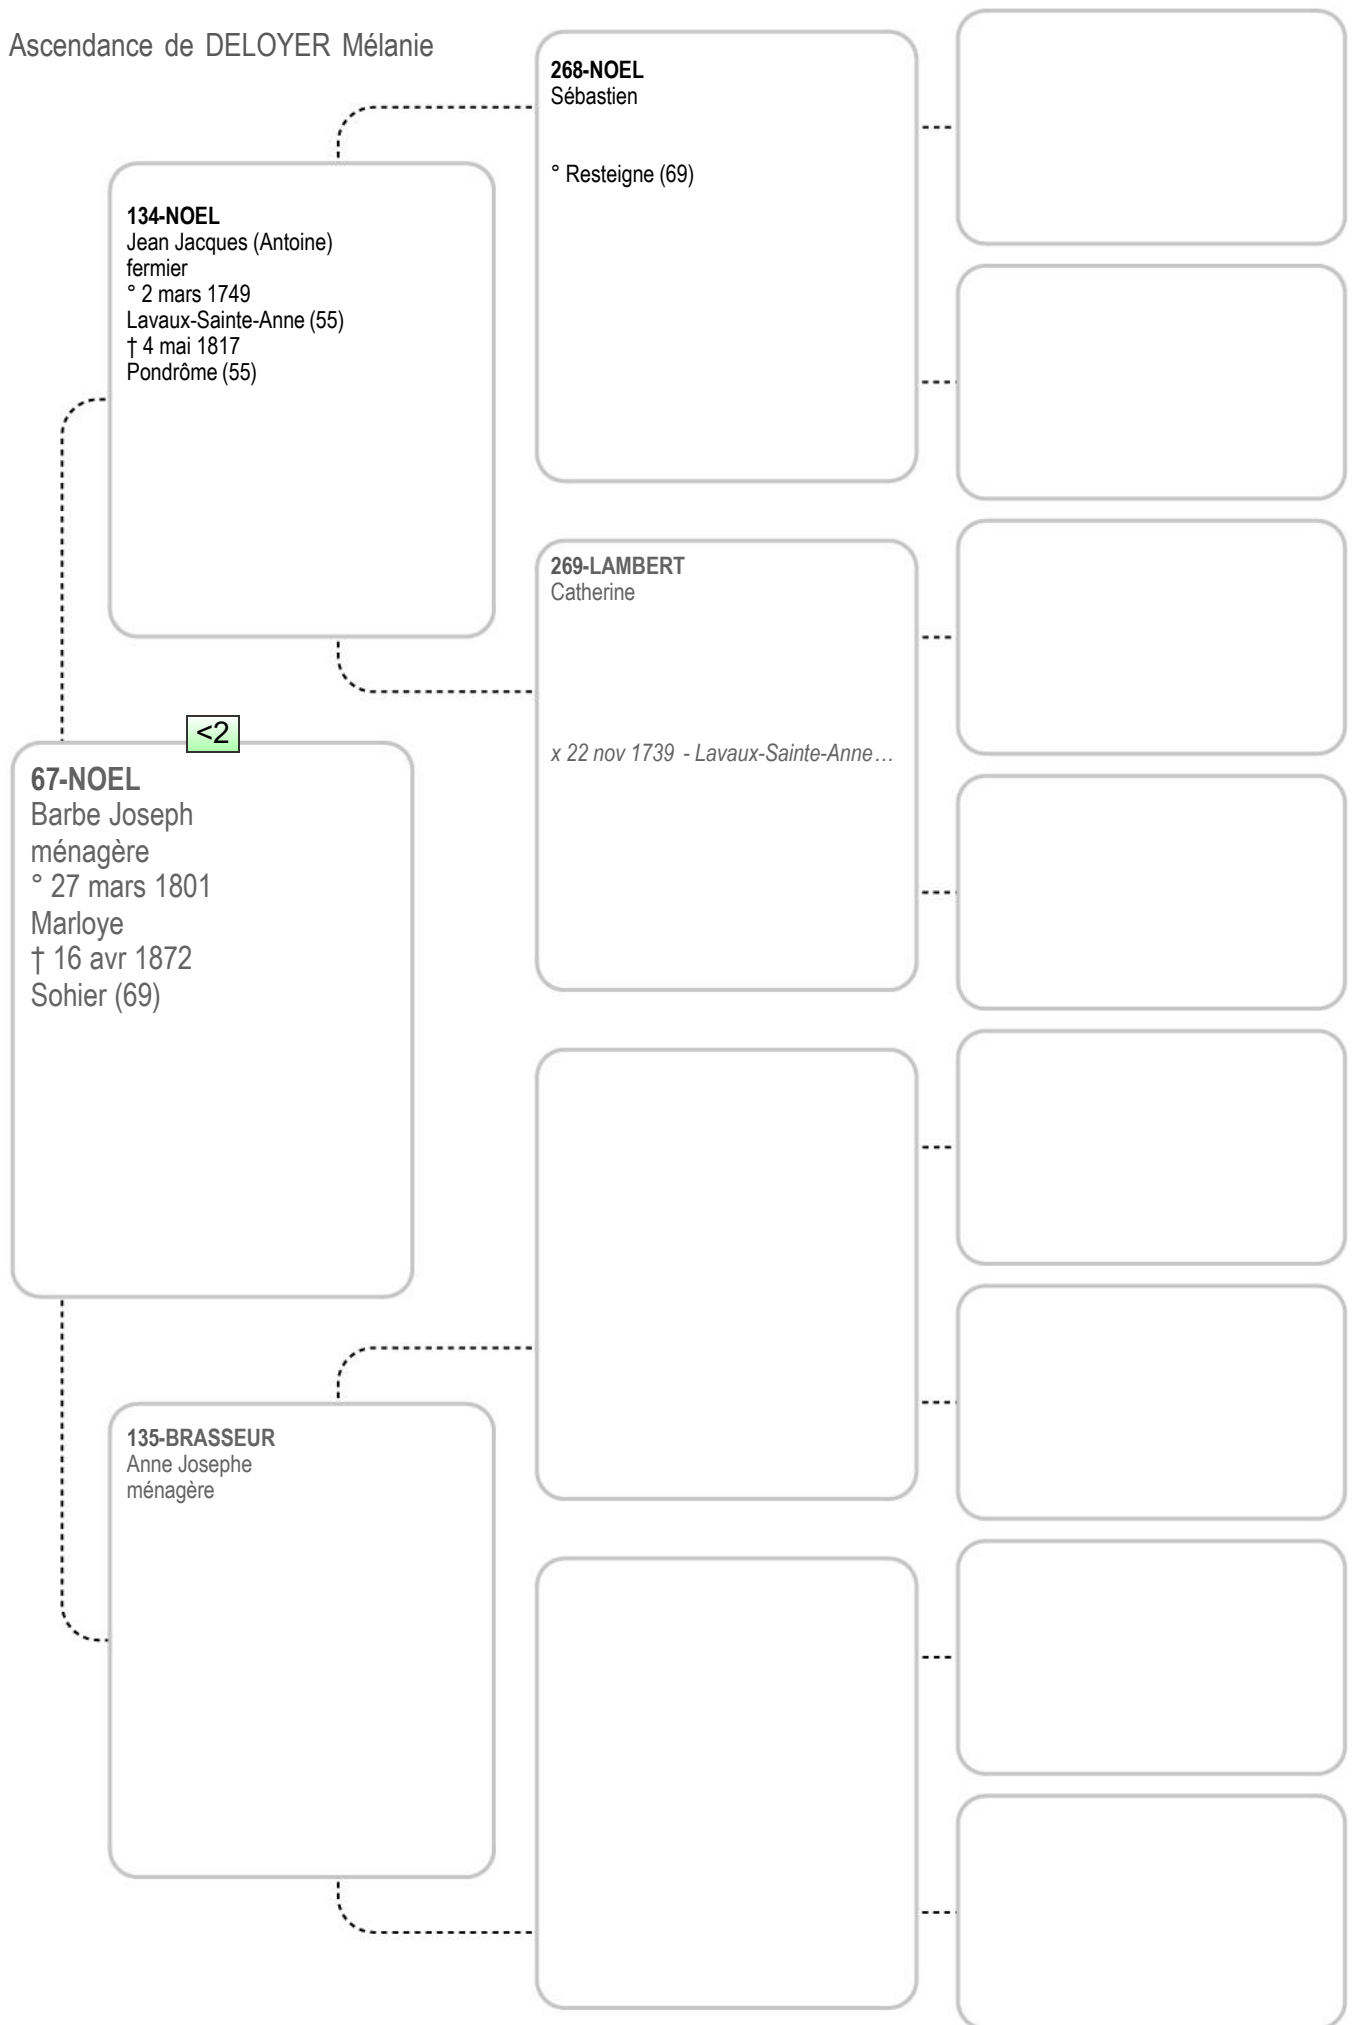 Ascendance de DELOYER Mélanie
268-NOEL
Sébastien
° Resteigne (69)
134-NOEL
Jean Jacques (Antoine)
fermier
° 2 mars 1749
Lavaux-Sainte-Anne (55)
† 4 mai 1817
Pondrôme (55)
269-LAMBERT
Catherine
x 22 nov 1739 - Lavaux-Sainte-Anne…
<2
67-NOEL
Barbe Joseph
ménagère
° 27 mars 1801
Marloye
† 16 avr 1872
Sohier (69)
135-BRASSEUR
Anne Josephe
ménagère